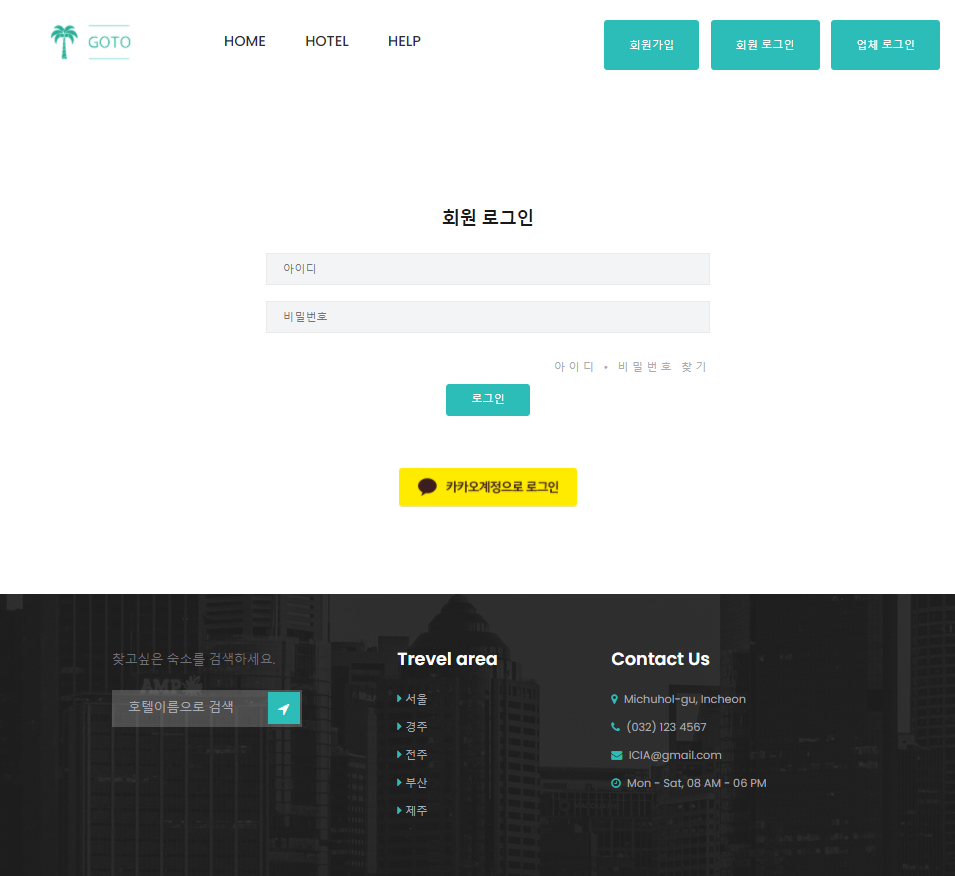 GOTO
HOME HOTEL HELP
회원가입 회원 로그인 업체 로그인
회원 로그인
아이디
비밀번호
아이디 • 비밀번호 찾기
로그인
카카오계정으로 로그인
찾고싶은 숙소를 검색하세요.
AMP
호텔이름으로 검색
Trevel area
서울
경주
전주
부산
제주
Contact Us
Michuhol-gu, Incheon
(032) 123 4567
ICIA@gmail.com
Mon - Sat, 08 AM - 06 PM